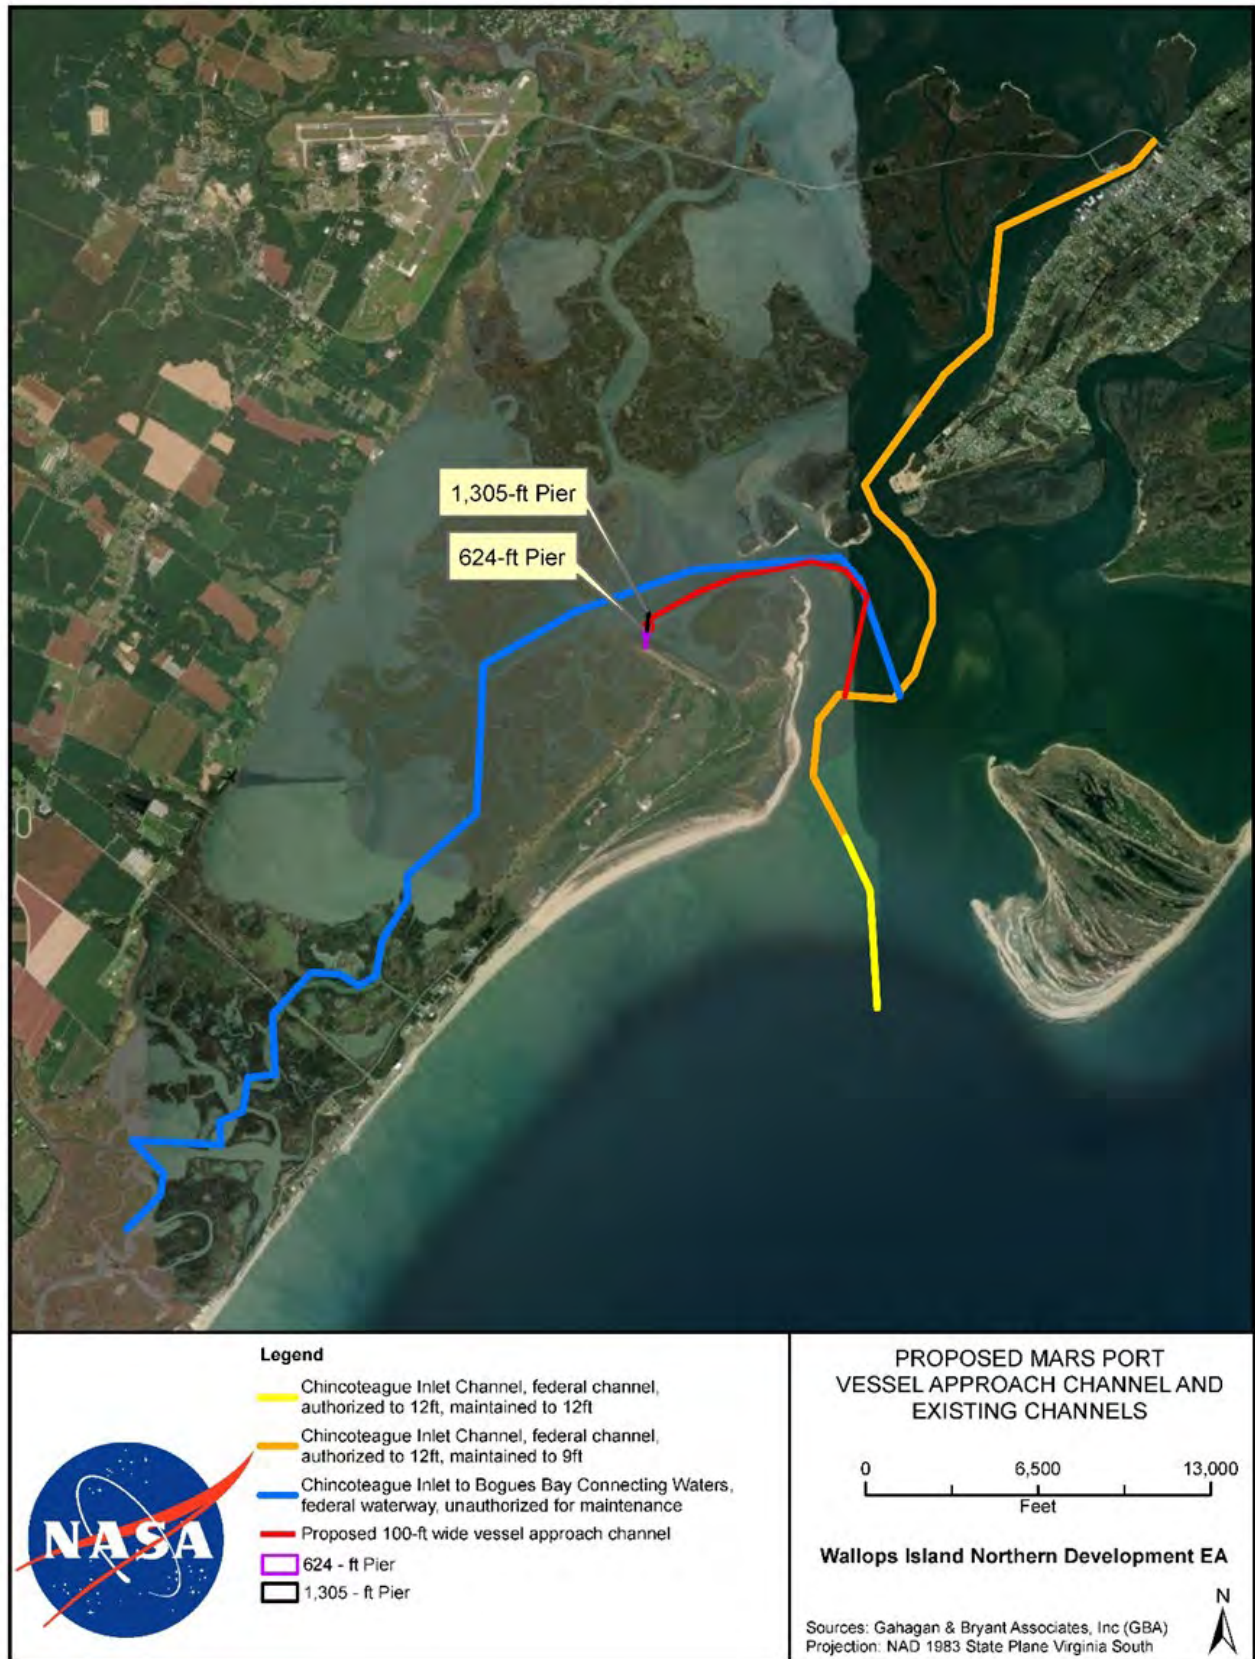 1,305-ft Pier
624-ft Pier
Legend
Chincoteague Inlet Channel, federal channel,
authorized to 12ft, maintained to 12ft
Chincoteague Inlet Channel, federal channel,
authorized to 12ft, maintained to 9ft
Chincoteague Inlet to Bogues Bay Connecting Waters,
federal waterway, unauthorized for maintenance
Proposed 100-ft wide vessel approach channel
624 - ft Pier
1,305 - ft Pier
NASA
PROPOSED MARS PORT
VESSEL APPROACH CHANNEL AND
EXISTING CHANNELS
0 6,500 13,000
Feet
Wallops Island Northern Development EA
N
Sources: Gahagan & Bryant Associates, Inc (GBA)
Projection: NAD 1983 State Plane Virginia South